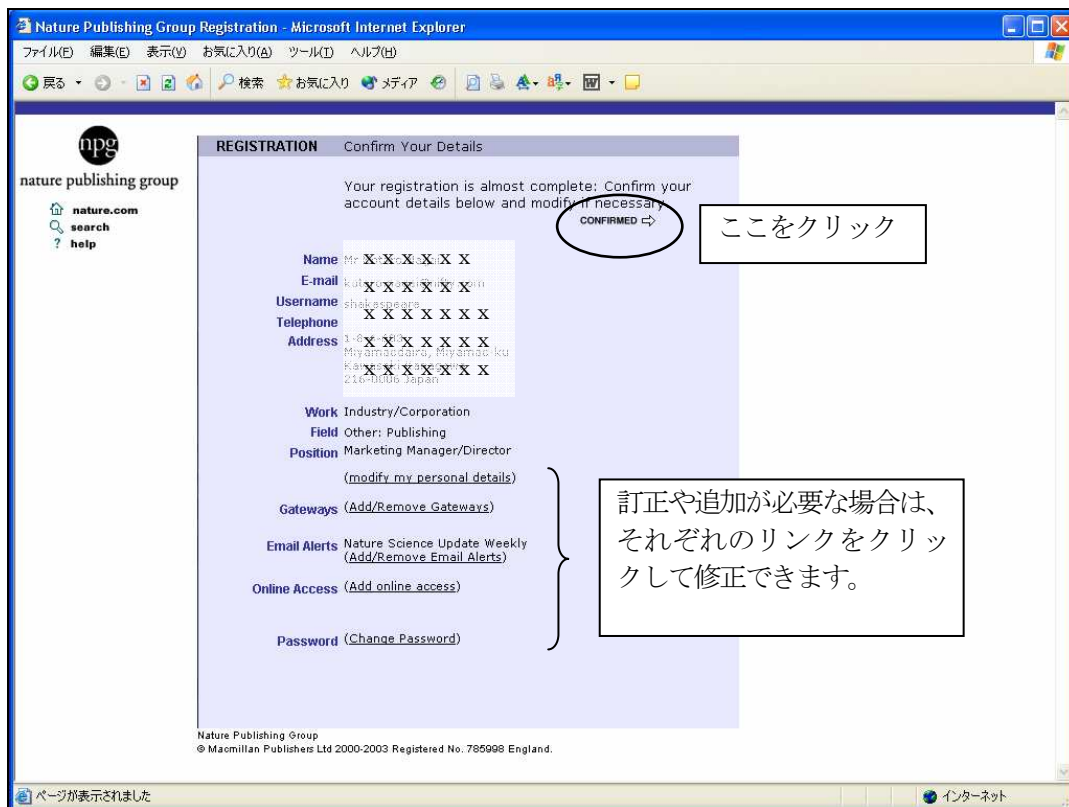 Nature Publishing Group Registration - Microsoft Internet Explorer
ファイル(F) 編集(E) 表示(V) お気に入り(A) ツール(T) ヘルプ(H)
戻る 検索 お気に入り メディア
npg
nature publishing group
nature.com
search
? help
REGISTRATION Confirm Your Details
Your registration is almost complete: Confirm your
account details below and modify if necessary
CONFIRMED
ここをクリック
Name Mr X X X X X X
E-mail X X X X X X
Username shakespeare
Telephone X X X X X X X
Address X X X X X X X
Miyamaedaira, Miyamae-ku
X X X X X X X
216-0006 Japan
Work Industry/Corporation
Field Other: Publishing
Position Marketing Manager/Director
(modify my personal details)
Gateways (Add/Remove Gateways)
Email Alerts Nature Science Update Weekly
(Add/Remove Email Alerts)
Online Access (Add online access)
Password (Change Password)
訂正や追加が必要な場合は、
それぞれのリンクをクリッ
クして修正できます。
Nature Publishing Group
© Macmillan Publishers Ltd 2000-2003 Registered No. 785998 England.
ページが表示されました インターネット